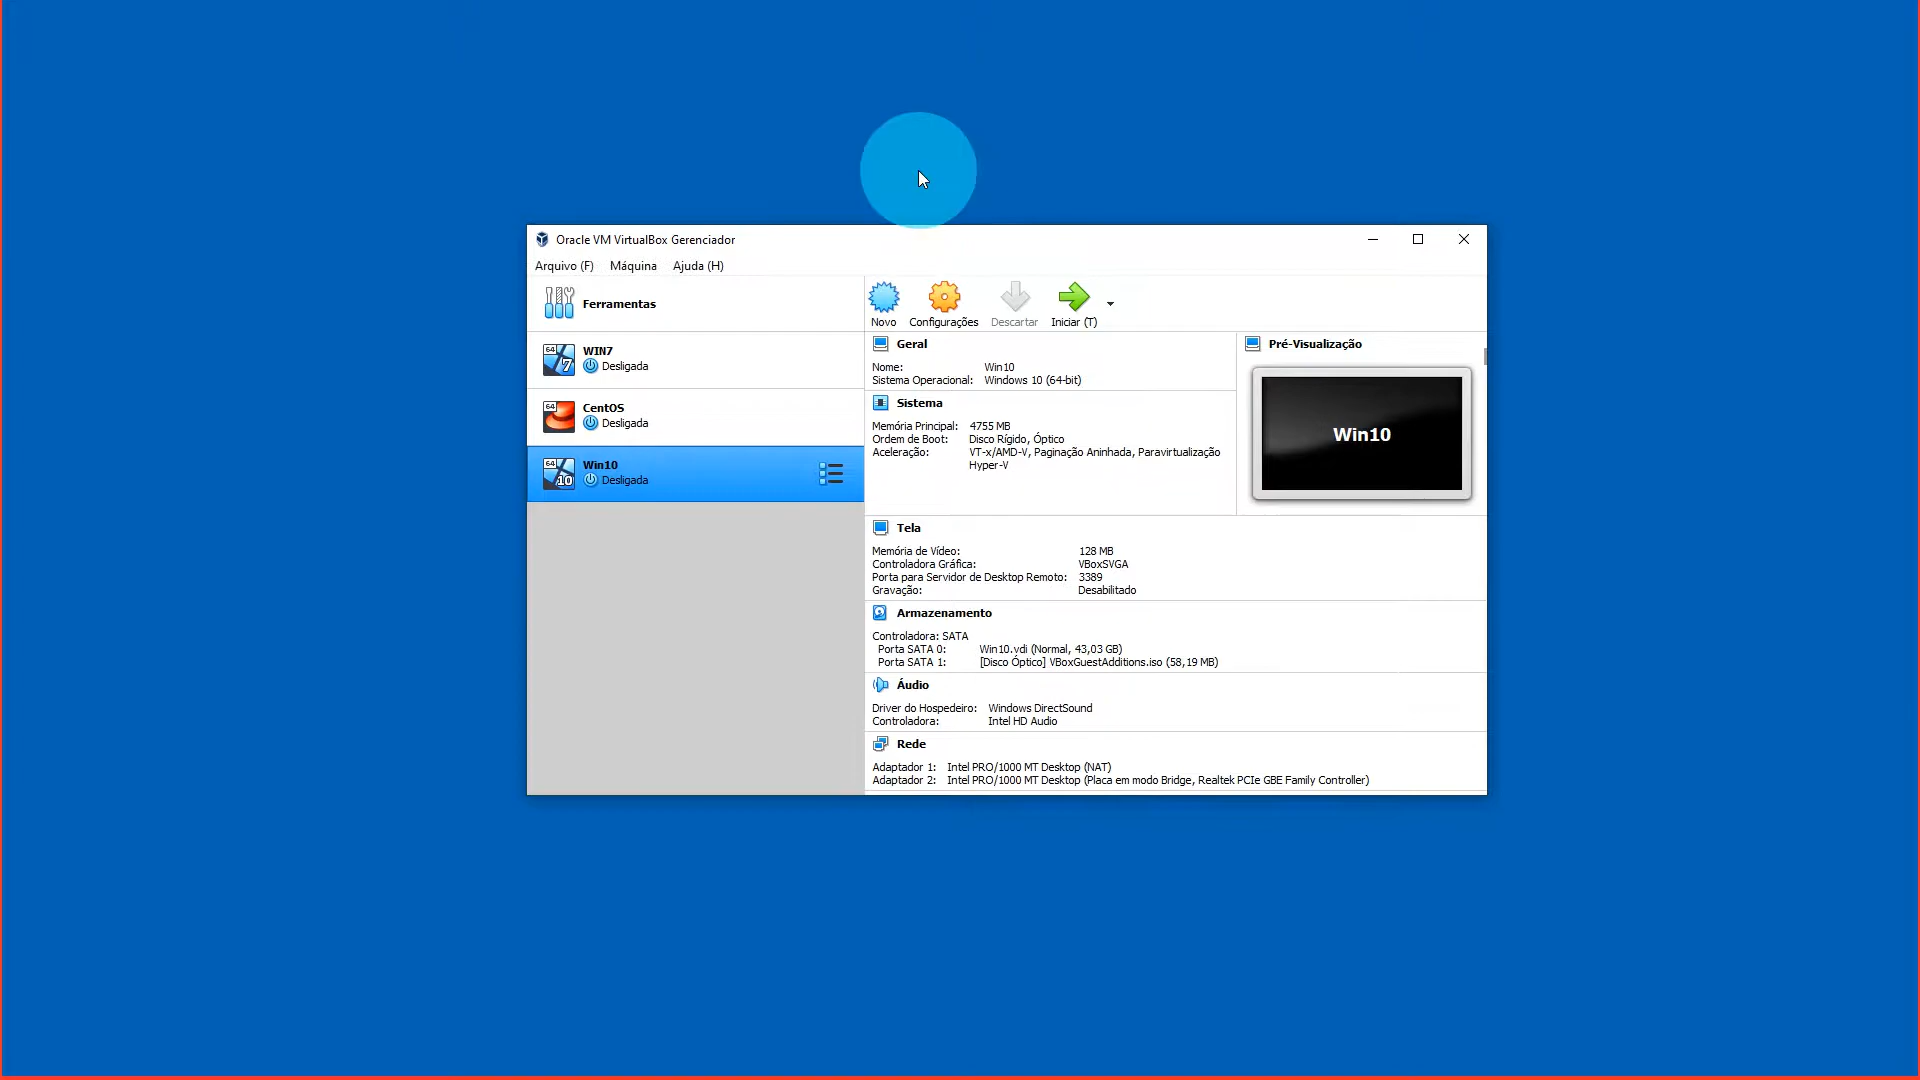 Oracle VM VirtualBox Gerenciador
Arquivo (F) Máquina Ajuda (H)
Ferramentas
Novo Configurações Descartar Iniciar (T)
64 7 WIN7
Desligada
64 CentOS
Desligada
64 10 Win10
Desligada
Geral
Nome: Win10
Sistema Operacional: Windows 10 (64-bit)
Sistema
Memória Principal: 4755 MB
Ordem de Boot: Disco Rígido, Óptico
Aceleração: VT-x/AMD-V, Paginação Aninhada, Paravirtualização
Hyper-V
Pré-Visualização
Win10
Tela
Memória de Vídeo: 128 MB
Controladora Gráfica: VBoxSVGA
Porta para Servidor de Desktop Remoto: 3389
Gravação: Desabilitado
Armazenamento
Controladora: SATA
Porta SATA 0: Win10.vdi (Normal, 43,03 GB)
Porta SATA 1: [Disco Óptico] VBoxGuestAdditions.iso (58,19 MB)
Áudio
Driver do Hospedeiro: Windows DirectSound
Controladora: Intel HD Audio
Rede
Adaptador 1: Intel PRO/1000 MT Desktop (NAT)
Adaptador 2: Intel PRO/1000 MT Desktop (Placa em modo Bridge, Realtek PCIe GBE Family Controller)